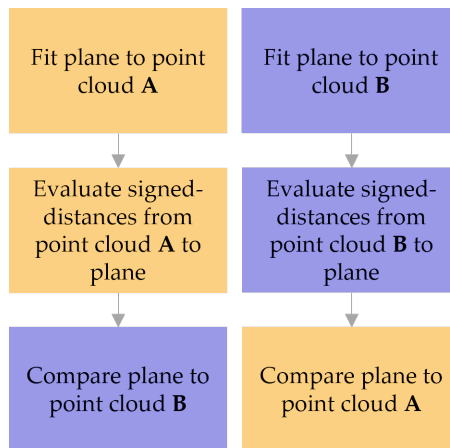 Fit plane to point
cloud A
Evaluate signed-
distances from
point cloud A to
plane
Compare plane to
point cloud B
Fit plane to point
cloud B
Evaluate signed-
distances from
point cloud B to
plane
Compare plane to
point cloud A